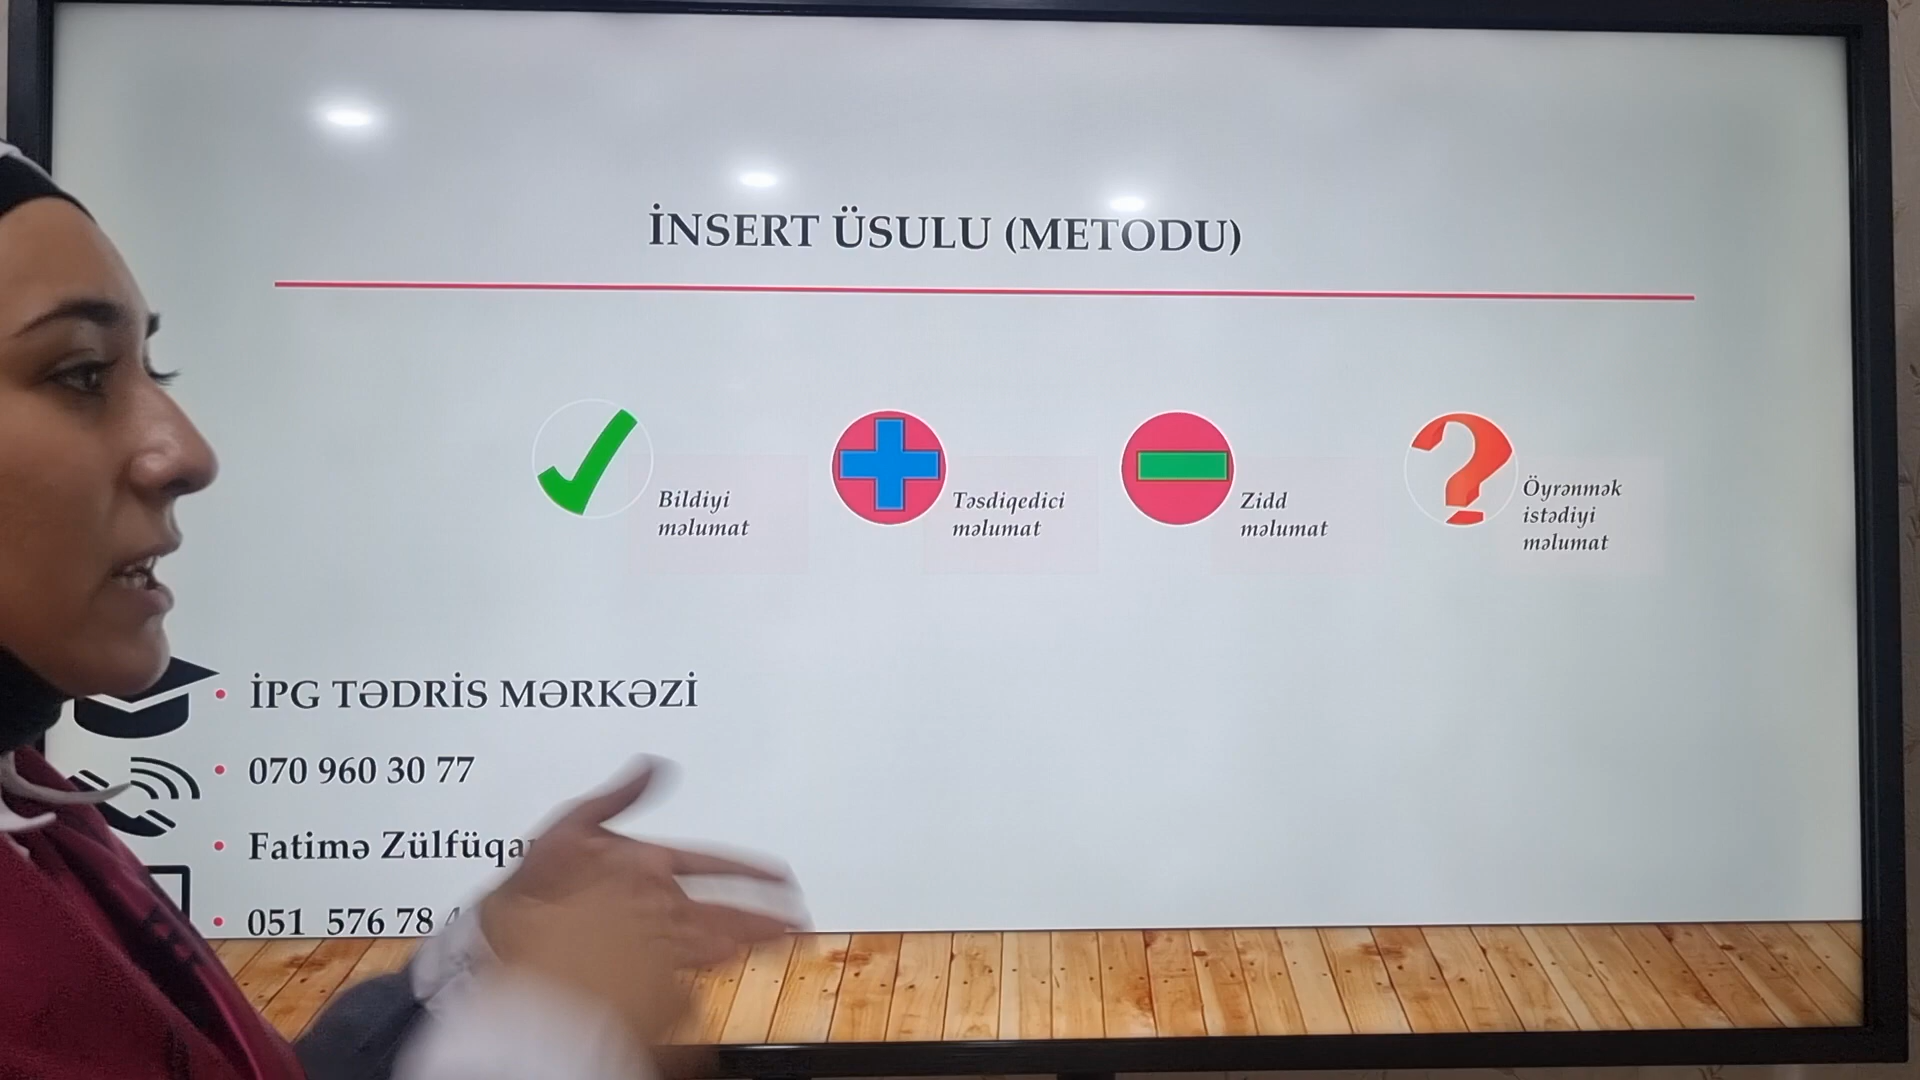 İNSERT ÜSULU (METODU)
Bildiyi
məlumat
Təsdiqedici
məlumat
Zidd
məlumat
Öyrənmək
istədiyi
məlumat
İPG TƏDRİS MƏRKƏZİ
070 960 30 77
Fatimə
051 576 78